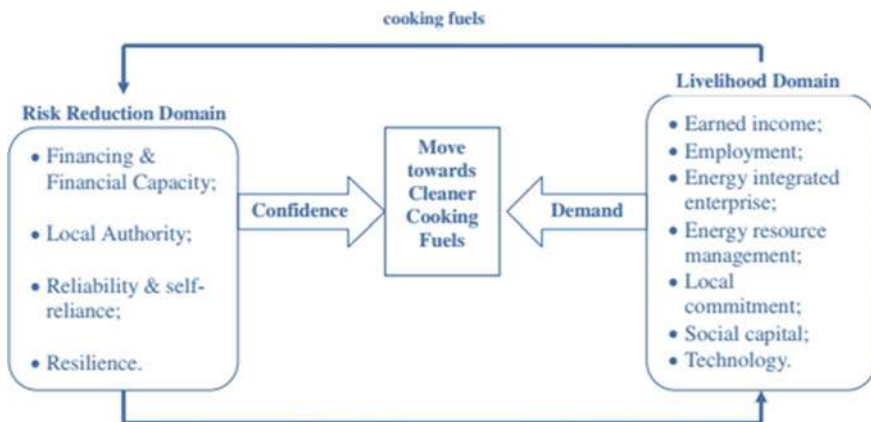 cooking fuels
Risk Reduction Domain
• Financing &
Financial Capacity;
• Local Authority;
• Reliability & self-
reliance;
• Resilience.
Confidence
Move
towards
Cleaner
Cooking
Fuels
Demand
Livelihood Domain
• Earned income;
• Employment;
• Energy integrated
enterprise;
• Energy resource
management;
• Local
commitment;
• Social capital;
• Technology.